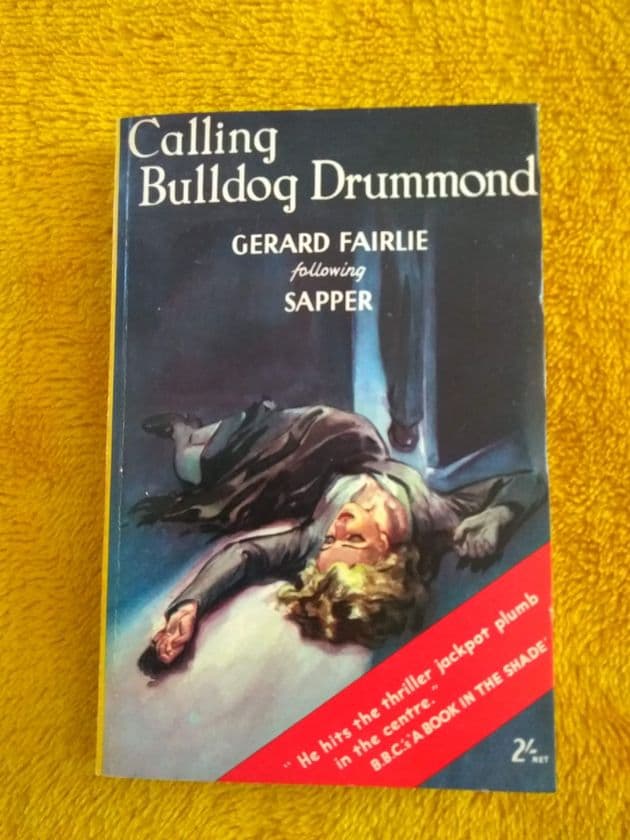 Calling
Bulldog Drummond
GERARD FAIRLIE
following
SAPPER
"He hits the thriller jackpot plumb
in the centre."
B.B.C.'s 'A BOOK IN THE SHADE'
2/-
NET